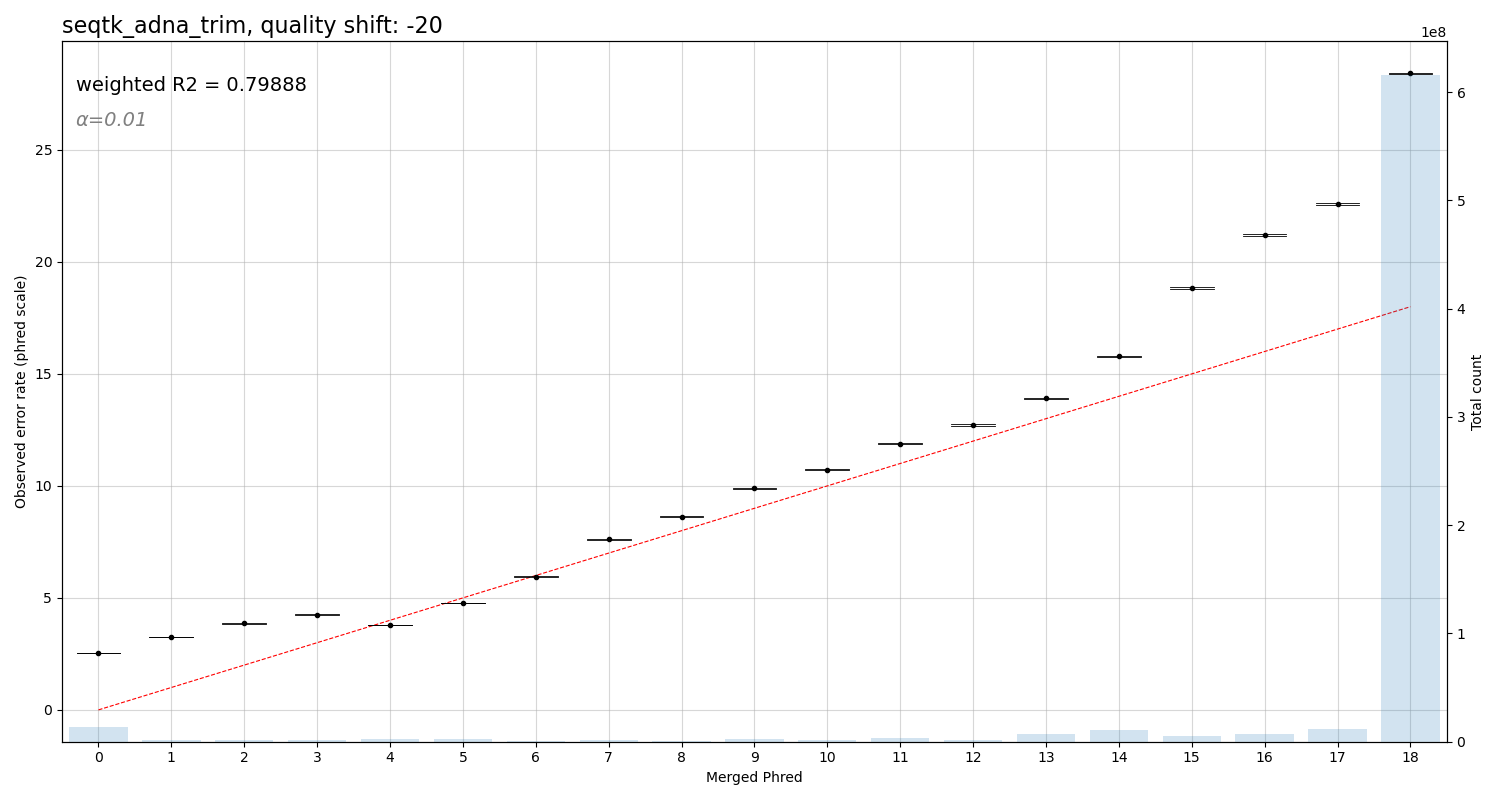 seqtk_adna_trim, quality shift: -20
1e8
weighted R2 = 0.79888
α=0.01
Observed error rate (phred scale)
25
20
15
10
5
0
6
5
4
3
2
1
0
Total count
0 1 2 3 4 5 6 7 8 9 10 11 12 13 14 15 16 17 18
Merged Phred